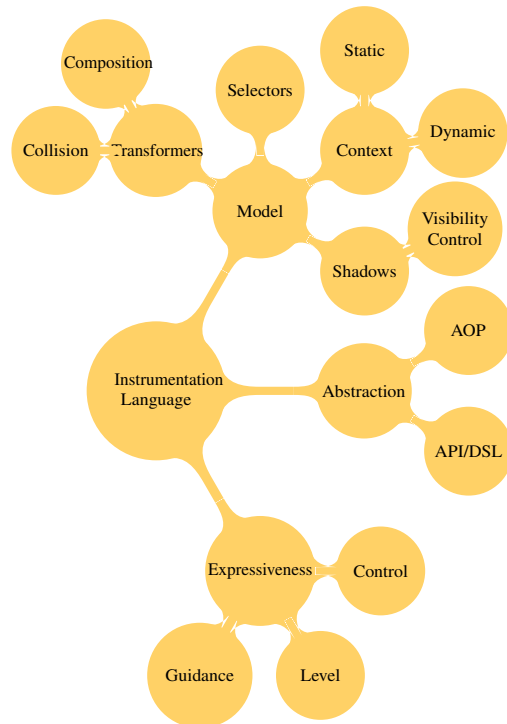 Static
Composition
Selectors
Dynamic
Collision
Transformers
Context
Model
Visibility
Control
Shadows
AOP
Instrumentation
Language
Abstraction
API/DSL
Expressiveness
Control
Guidance
Level